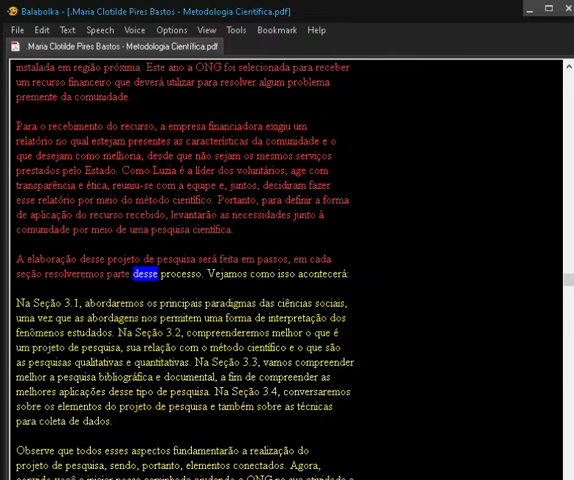 Balabolka - [.Maria Clotilde Pires Bastos - Metodologia Científica.pdf]
File Edit Text Speech Voice Options View Tools Bookmark Help
.Maria Clotilde Pires Bastos - Metodologia Científica.pdf
instalada em região próxima. Este ano a ONG foi selecionada para receber
um recurso financeiro que deverá utilizar para resolver algum problema
premente da comunidade.
Para o recebimento do recurso, a empresa financiadora exigiu um
relatório no qual estejam presentes as características da comunidade e o
que desejam como melhoria, desde que não sejam os mesmos serviços
prestados pelo Estado. Como Luzia é a líder dos voluntários, age com
transparência e ética, reuniu-se com a equipe e, juntos, decidiram fazer
esse relatório por meio do método científico. Portanto, para definir a forma
de aplicação do recurso recebido, levantarão as necessidades junto à
comunidade por meio de uma pesquisa científica.
A elaboração desse projeto de pesquisa será feita em passos, em cada
seção resolveremos parte desse processo. Vejamos como isso acontecerá:
Na Seção 3.1, abordaremos os principais paradigmas das ciências sociais,
uma vez que as abordagens nos permitem uma forma de interpretação dos
fenômenos estudados. Na Seção 3.2, compreenderemos melhor o que é
um projeto de pesquisa, sua relação com o método científico e o que são
as pesquisas qualitativas e quantitativas. Na Seção 3.3, vamos compreender
melhor a pesquisa bibliográfica e documental, a fim de compreender as
melhores aplicações desse tipo de pesquisa. Na Seção 3.4, conversaremos
sobre os elementos do projeto de pesquisa e também sobre as técnicas
para coleta de dados.
Observe que todos esses aspectos fundamentarão a realização do
projeto de pesquisa, sendo, portanto, elementos conectados. Agora,